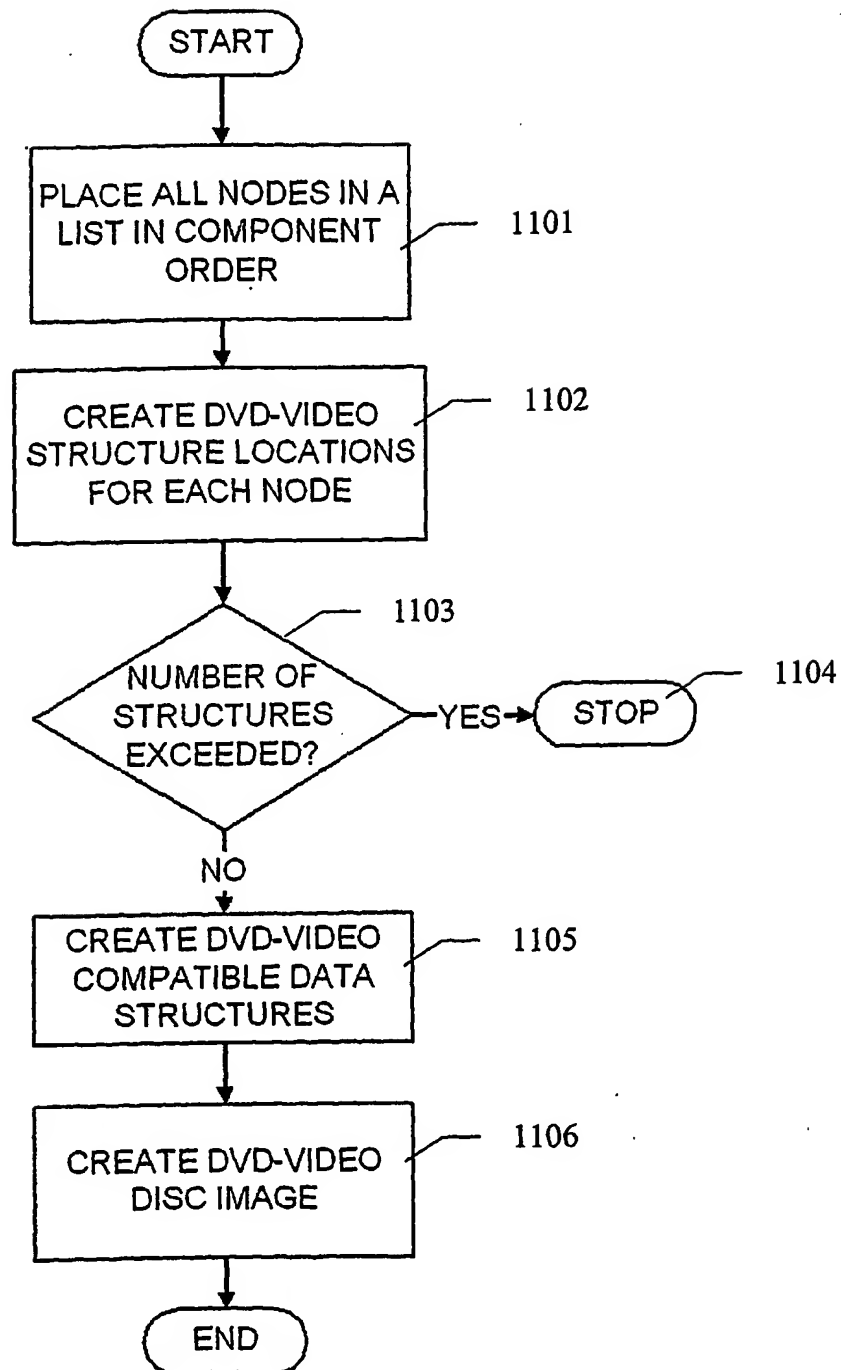 START
PLACE ALL NODES IN A
LIST IN COMPONENT
ORDER
1101
CREATE DVD-VIDEO
STRUCTURE LOCATIONS
FOR EACH NODE
1102
1103
NUMBER OF
STRUCTURES
EXCEEDED?
YES
STOP
1104
NO
CREATE DVD-VIDEO
COMPATIBLE DATA
STRUCTURES
1105
CREATE DVD-VIDEO
DISC IMAGE
1106
END